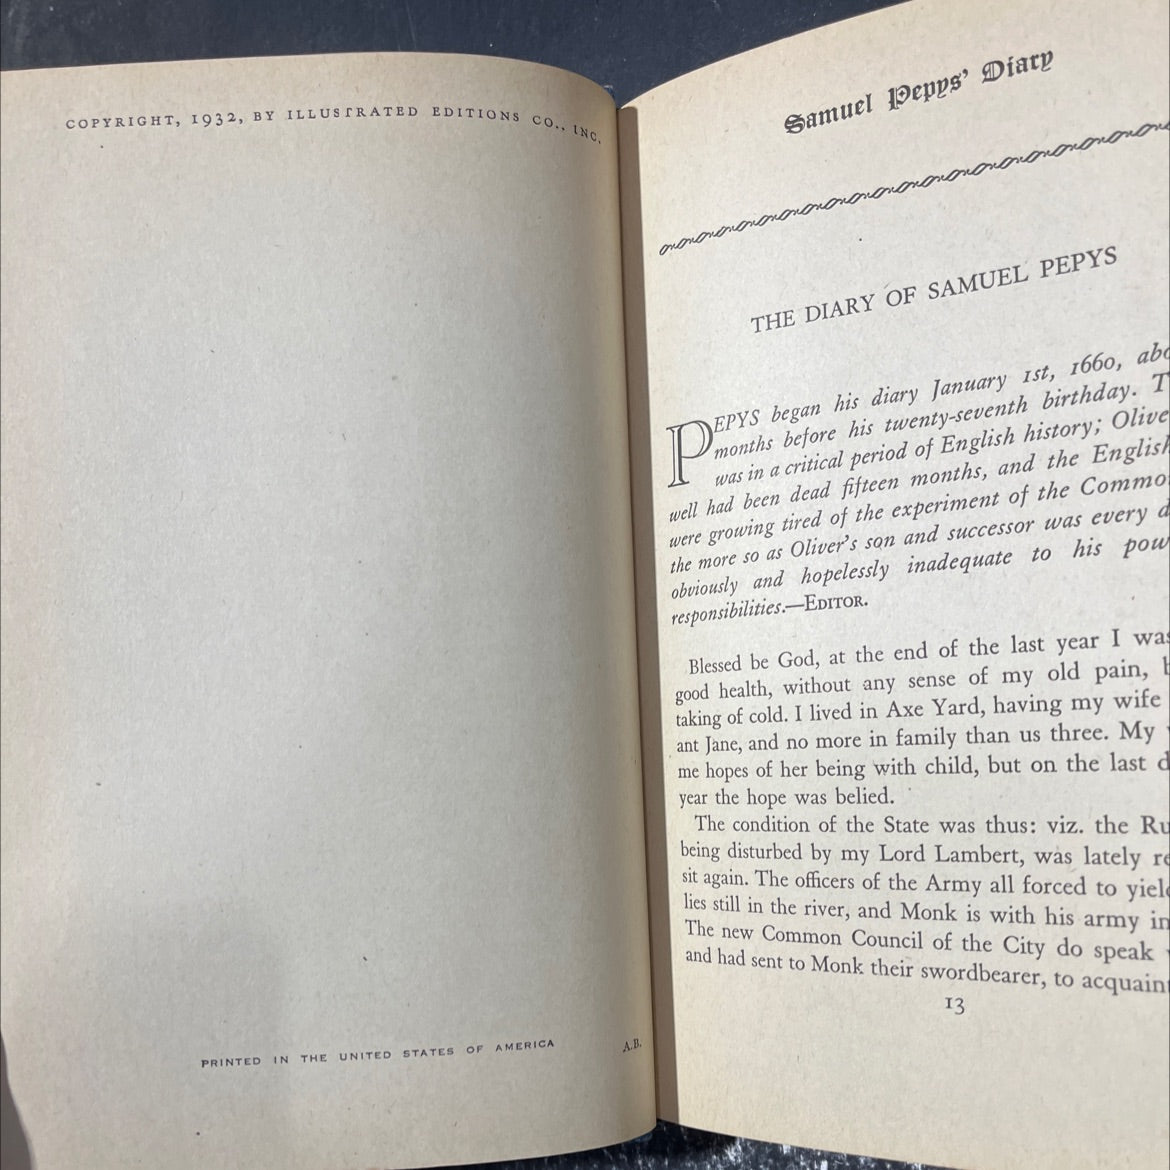 COPYRIGHT, 1932, BY ILLUSTRATED EDITIONS CO., INC.
PRINTED IN THE UNITED STATES OF AMERICA
A.B.
Samuel Pepys' Diary
THE DIARY OF SAMUEL PEPYS
PEPYS began his diary January 1st, 1660,
months before his twenty-seventh birthday.
was in a critical period of English history;
well had been dead fifteen months, and the English
were growing tired of the experiment of the
the more so as Oliver's son and successor was every
obviously and hopelessly inadequate to his
responsibilities.—EDITOR.
Blessed be God, at the end of the last year I was
good health, without any sense of my old pain,
taking of cold. I lived in Axe Yard, having my wife
ant Jane, and no more in family than us three. My
me hopes of her being with child, but on the last
year the hope was belied.
The condition of the State was thus: viz. the
being disturbed by my Lord Lambert, was lately
sit again. The officers of the Army all forced to
lies still in the river, and Monk is with his army in
The new Common Council of the City do speak
and had sent to Monk their swordbearer, to
13